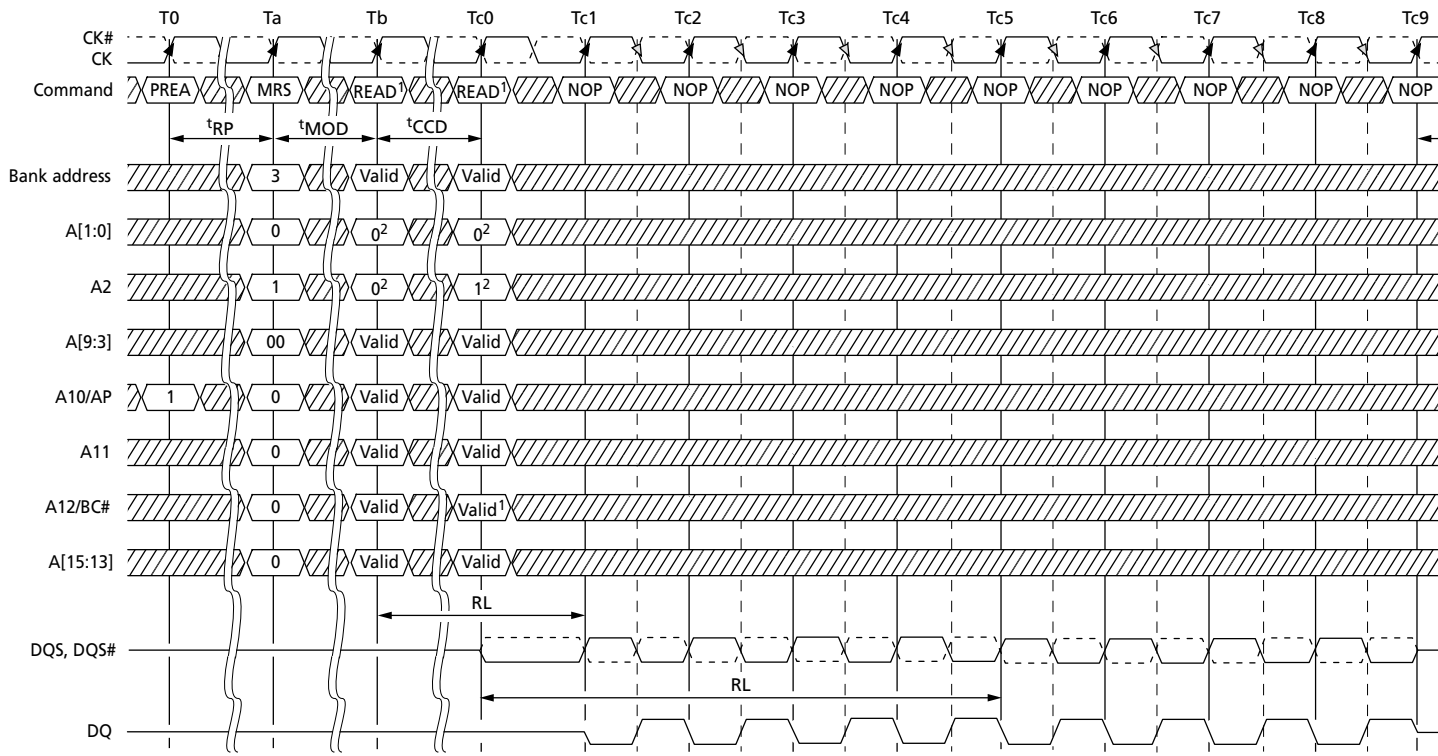 T0 Ta Tb Tc0 Tc1 Tc2 Tc3 Tc4 Tc5 Tc6 Tc7 Tc8 Tc9
CK#
CK
Command PREA MRS READ¹ READ¹ NOP NOP NOP NOP NOP NOP NOP NOP NOP
ᵗRP ᵗMOD ᵗCCD
Bank address 3 Valid Valid
A[1:0] 0 0² 0²
A2 1 0² 1²
A[9:3] 00 Valid Valid
A10/AP 1 0 Valid Valid
A11 0 Valid Valid
A12/BC# 0 Valid Valid¹
A[15:13] 0 Valid Valid
RL
DQS, DQS#
RL
DQ